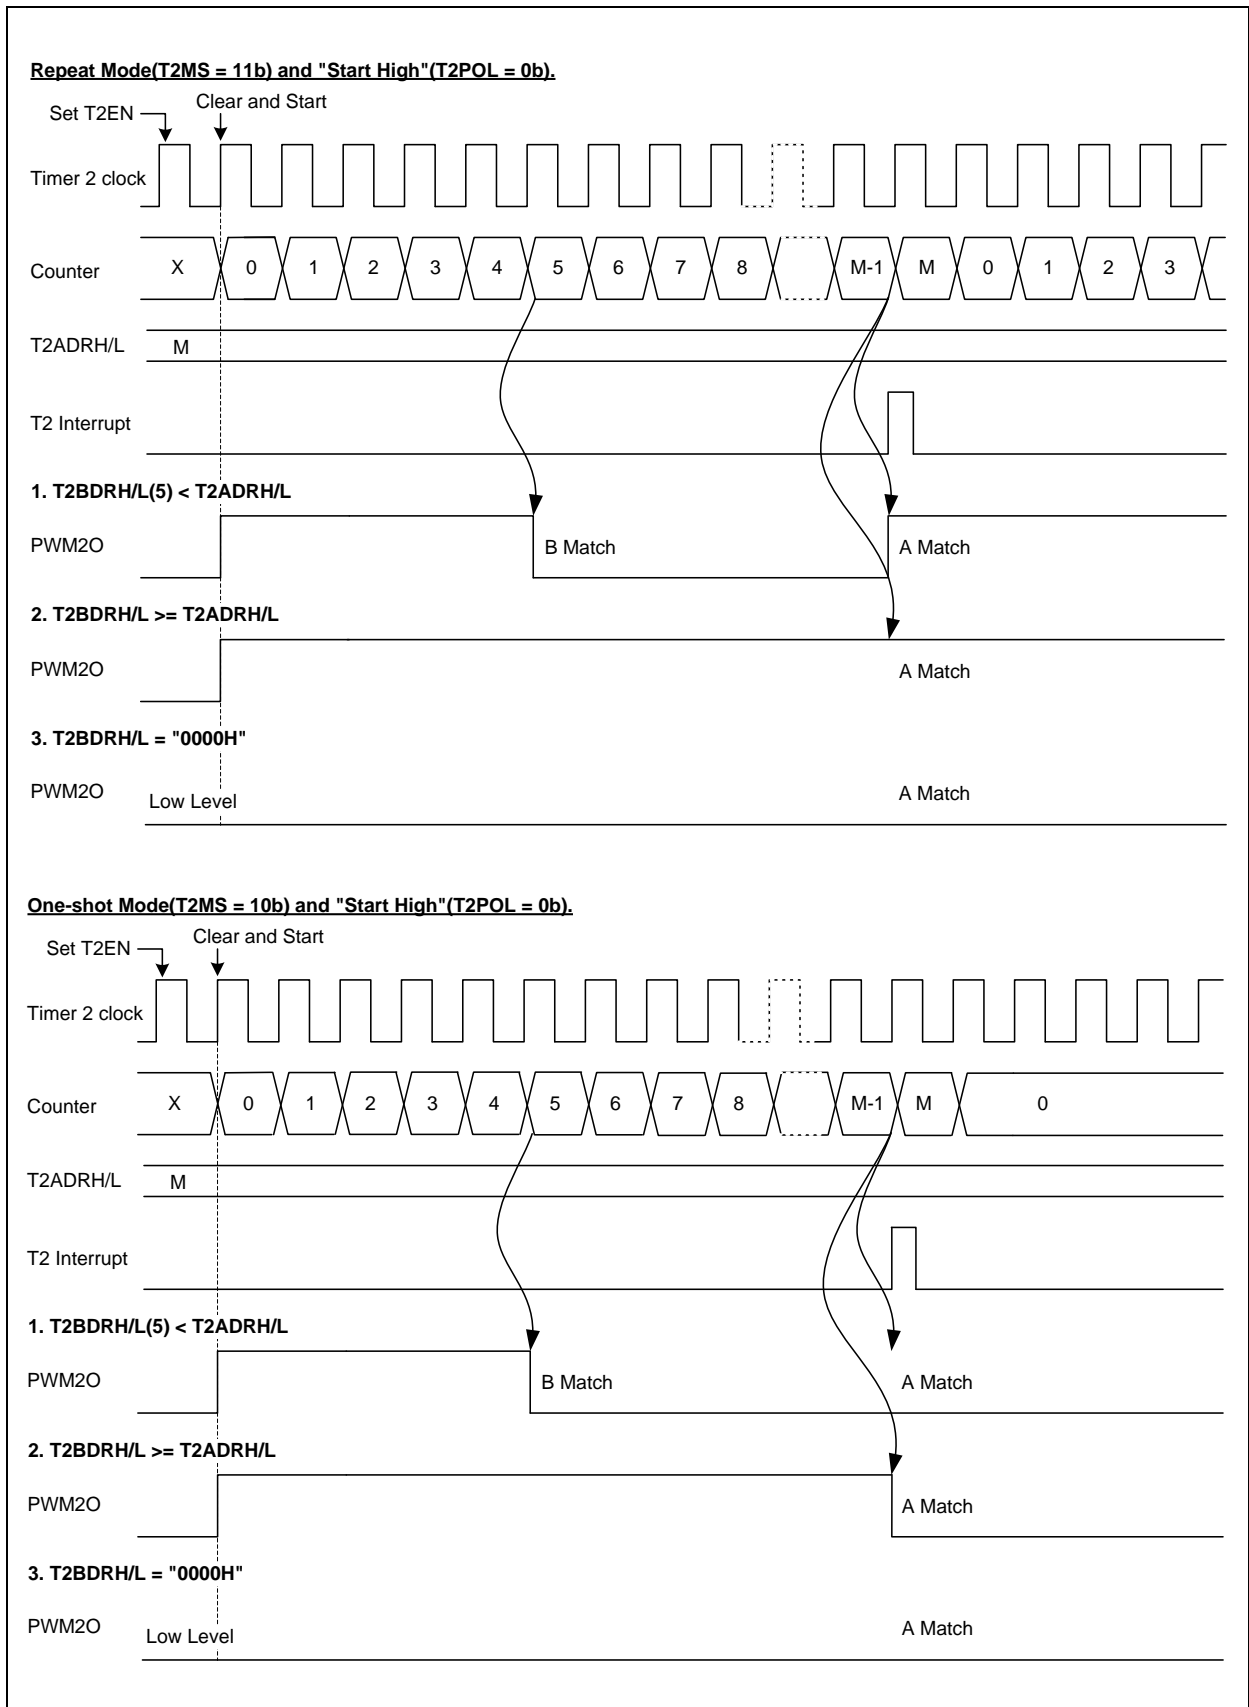 Repeat Mode(T2MS = 11b) and "Start High"(T2POL = 0b).
Set T2EN Clear and Start
Timer 2 clock
Counter X 0 1 2 3 4 5 6 7 8 M-1 M 0 1 2 3
T2ADRH/L M
T2 Interrupt
1. T2BDRH/L(5) < T2ADRH/L
PWM2O B Match A Match
2. T2BDRH/L >= T2ADRH/L
PWM2O A Match
3. T2BDRH/L = "0000H"
PWM2O Low Level A Match
One-shot Mode(T2MS = 10b) and "Start High"(T2POL = 0b).
Set T2EN Clear and Start
Timer 2 clock
Counter X 0 1 2 3 4 5 6 7 8 M-1 M 0
T2ADRH/L M
T2 Interrupt
1. T2BDRH/L(5) < T2ADRH/L
PWM2O B Match A Match
2. T2BDRH/L >= T2ADRH/L
PWM2O A Match
3. T2BDRH/L = "0000H"
PWM2O Low Level A Match